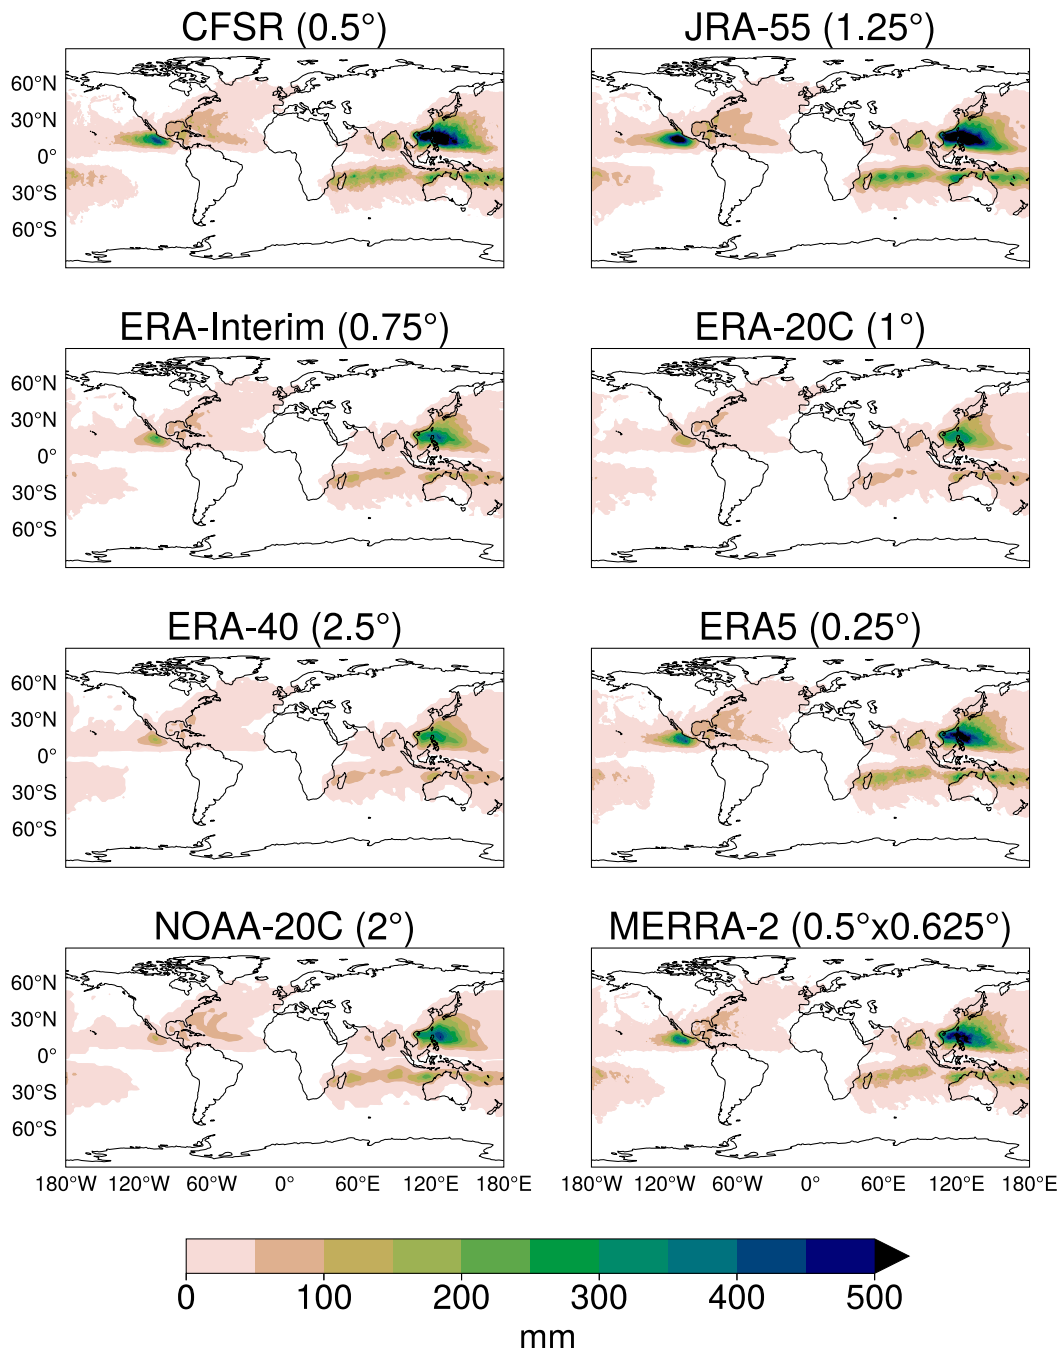 CFSR (0.5°)
JRA-55 (1.25°)
60°N
30°N
0°
30°S
60°S
ERA-Interim (0.75°)
ERA-20C (1°)
60°N
30°N
0°
30°S
60°S
ERA-40 (2.5°)
ERA5 (0.25°)
60°N
30°N
0°
30°S
60°S
NOAA-20C (2°)
MERRA-2 (0.5°x0.625°)
60°N
30°N
0°
30°S
60°S
180°W 120°W 60°W 0° 60°E 120°E 180°E
180°W 120°W 60°W 0° 60°E 120°E 180°E
0 100 200 300 400 500
mm